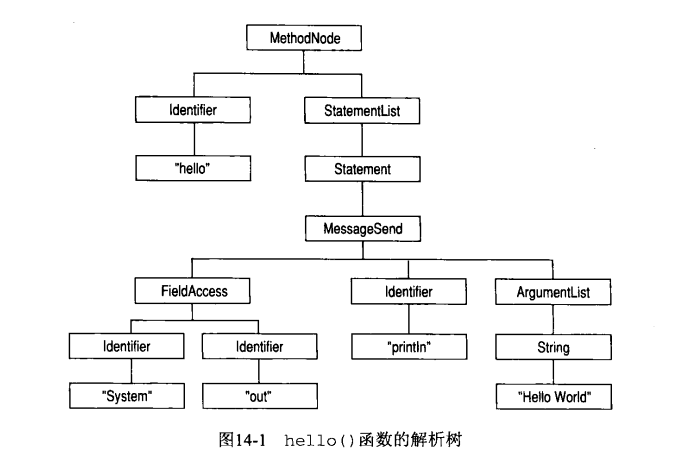 MethodNode
Identifier StatementList
"hello" Statement
MessageSend
FieldAccess Identifier ArgumentList
Identifier Identifier "println" String
"System" "out" "Hello World"
图14-1 hello()函数的解析树